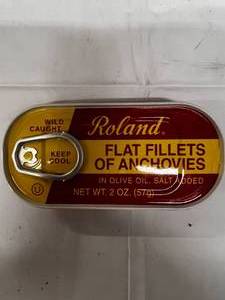 WILD
CAUGHT
Roland®
KEEP
COOL
FLAT FILLETS
OF ANCHOVIES
IN OLIVE OIL, SALT ADDED
NET WT. 2 OZ. (57g)
U